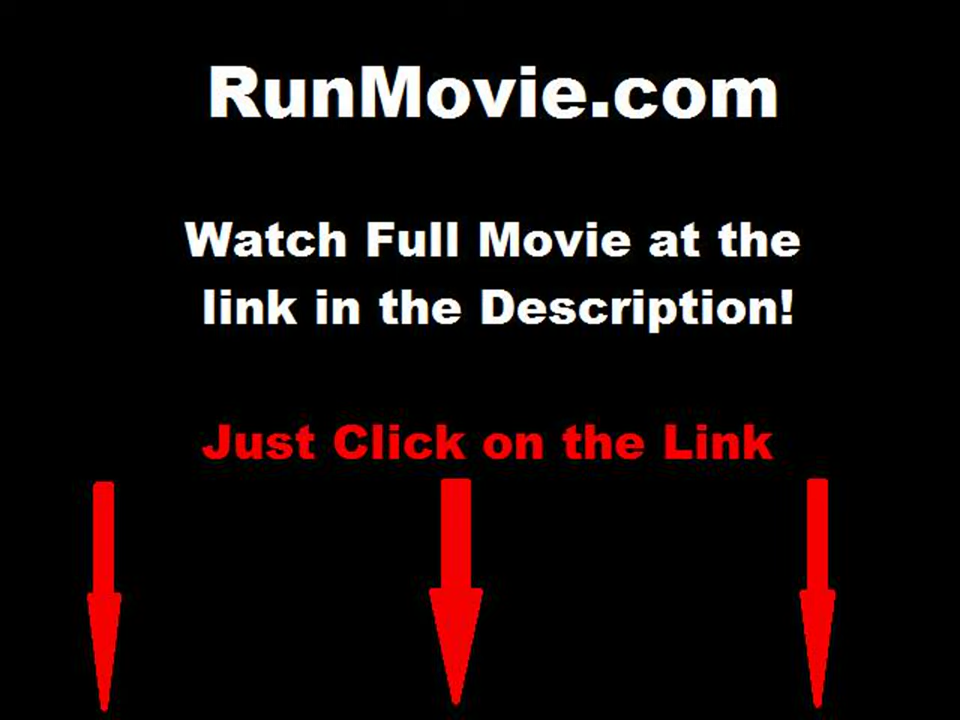 RunMovie.com
Watch Full Movie at the
link in the Description!
Just Click on the Link